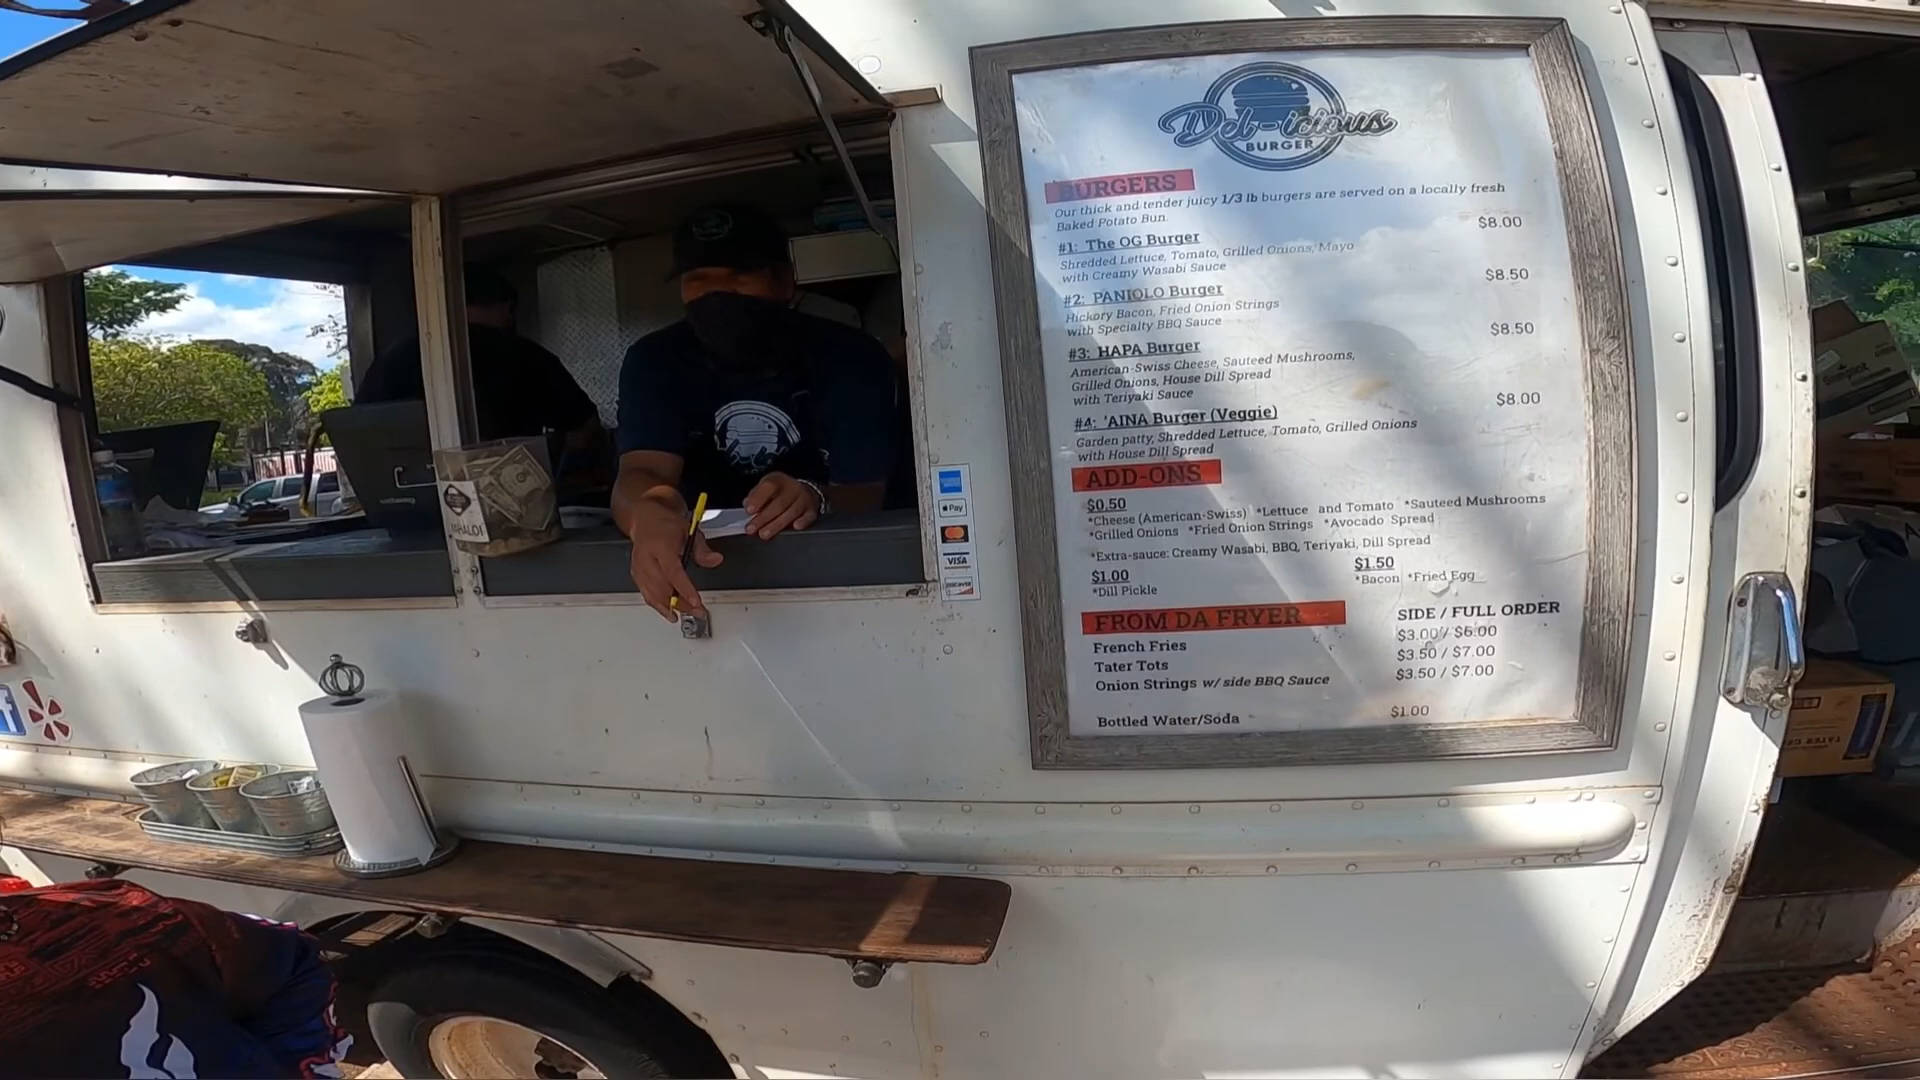 Del-icious
BURGER
BURGERS
Our thick and tender juicy 1/3 lb burgers are served on a locally fresh
Baked Potato Bun.
$8.00
#1: The OG Burger
Shredded Lettuce, Tomato, Grilled Onions, Mayo
with Creamy Wasabi Sauce
$8.50
#2: PANIOLO Burger
Hickory Bacon, Fried Onion Strings
with Specialty BBQ Sauce
$8.50
#3: HAPA Burger
American-Swiss Cheese, Sauteed Mushrooms,
Grilled Onions, House Dill Spread
with Teriyaki Sauce
$8.00
#4: 'AINA Burger (Veggie)
Garden patty, Shredded Lettuce, Tomato, Grilled Onions
with House Dill Spread
ADD-ONS
$0.50
*Cheese (American-Swiss) *Lettuce and Tomato *Sauteed Mushrooms
*Grilled Onions *Fried Onion Strings *Avocado Spread
*Extra-sauce: Creamy Wasabi, BBQ, Teriyaki, Dill Spread
$1.00 $1.50
*Dill Pickle *Bacon *Fried Egg
FROM DA FRYER SIDE / FULL ORDER
French Fries $3.00 / $6.00
Tater Tots $3.50 / $7.00
Onion Strings w/ side BBQ Sauce $3.50 / $7.00
Bottled Water/Soda $1.00
Pay
VISA
DISCOVER
MAHALO!
f